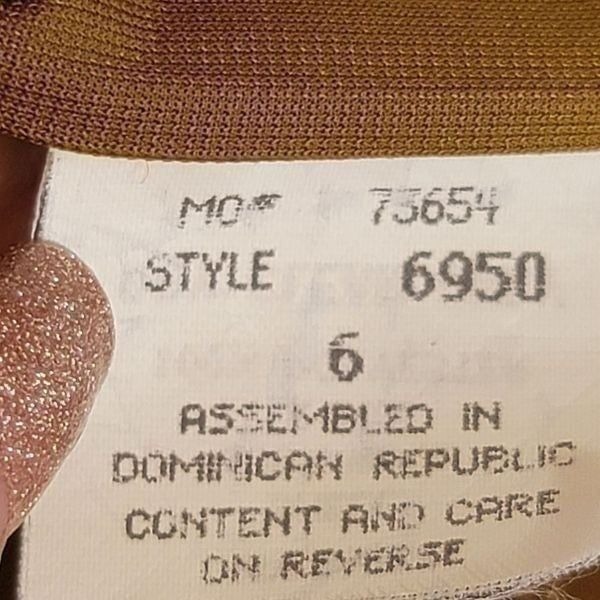 MO# 73654
STYLE 6950
6
ASSEMBLED IN
DOMINICAN REPUBLIC
CONTENT AND CARE
ON REVERSE